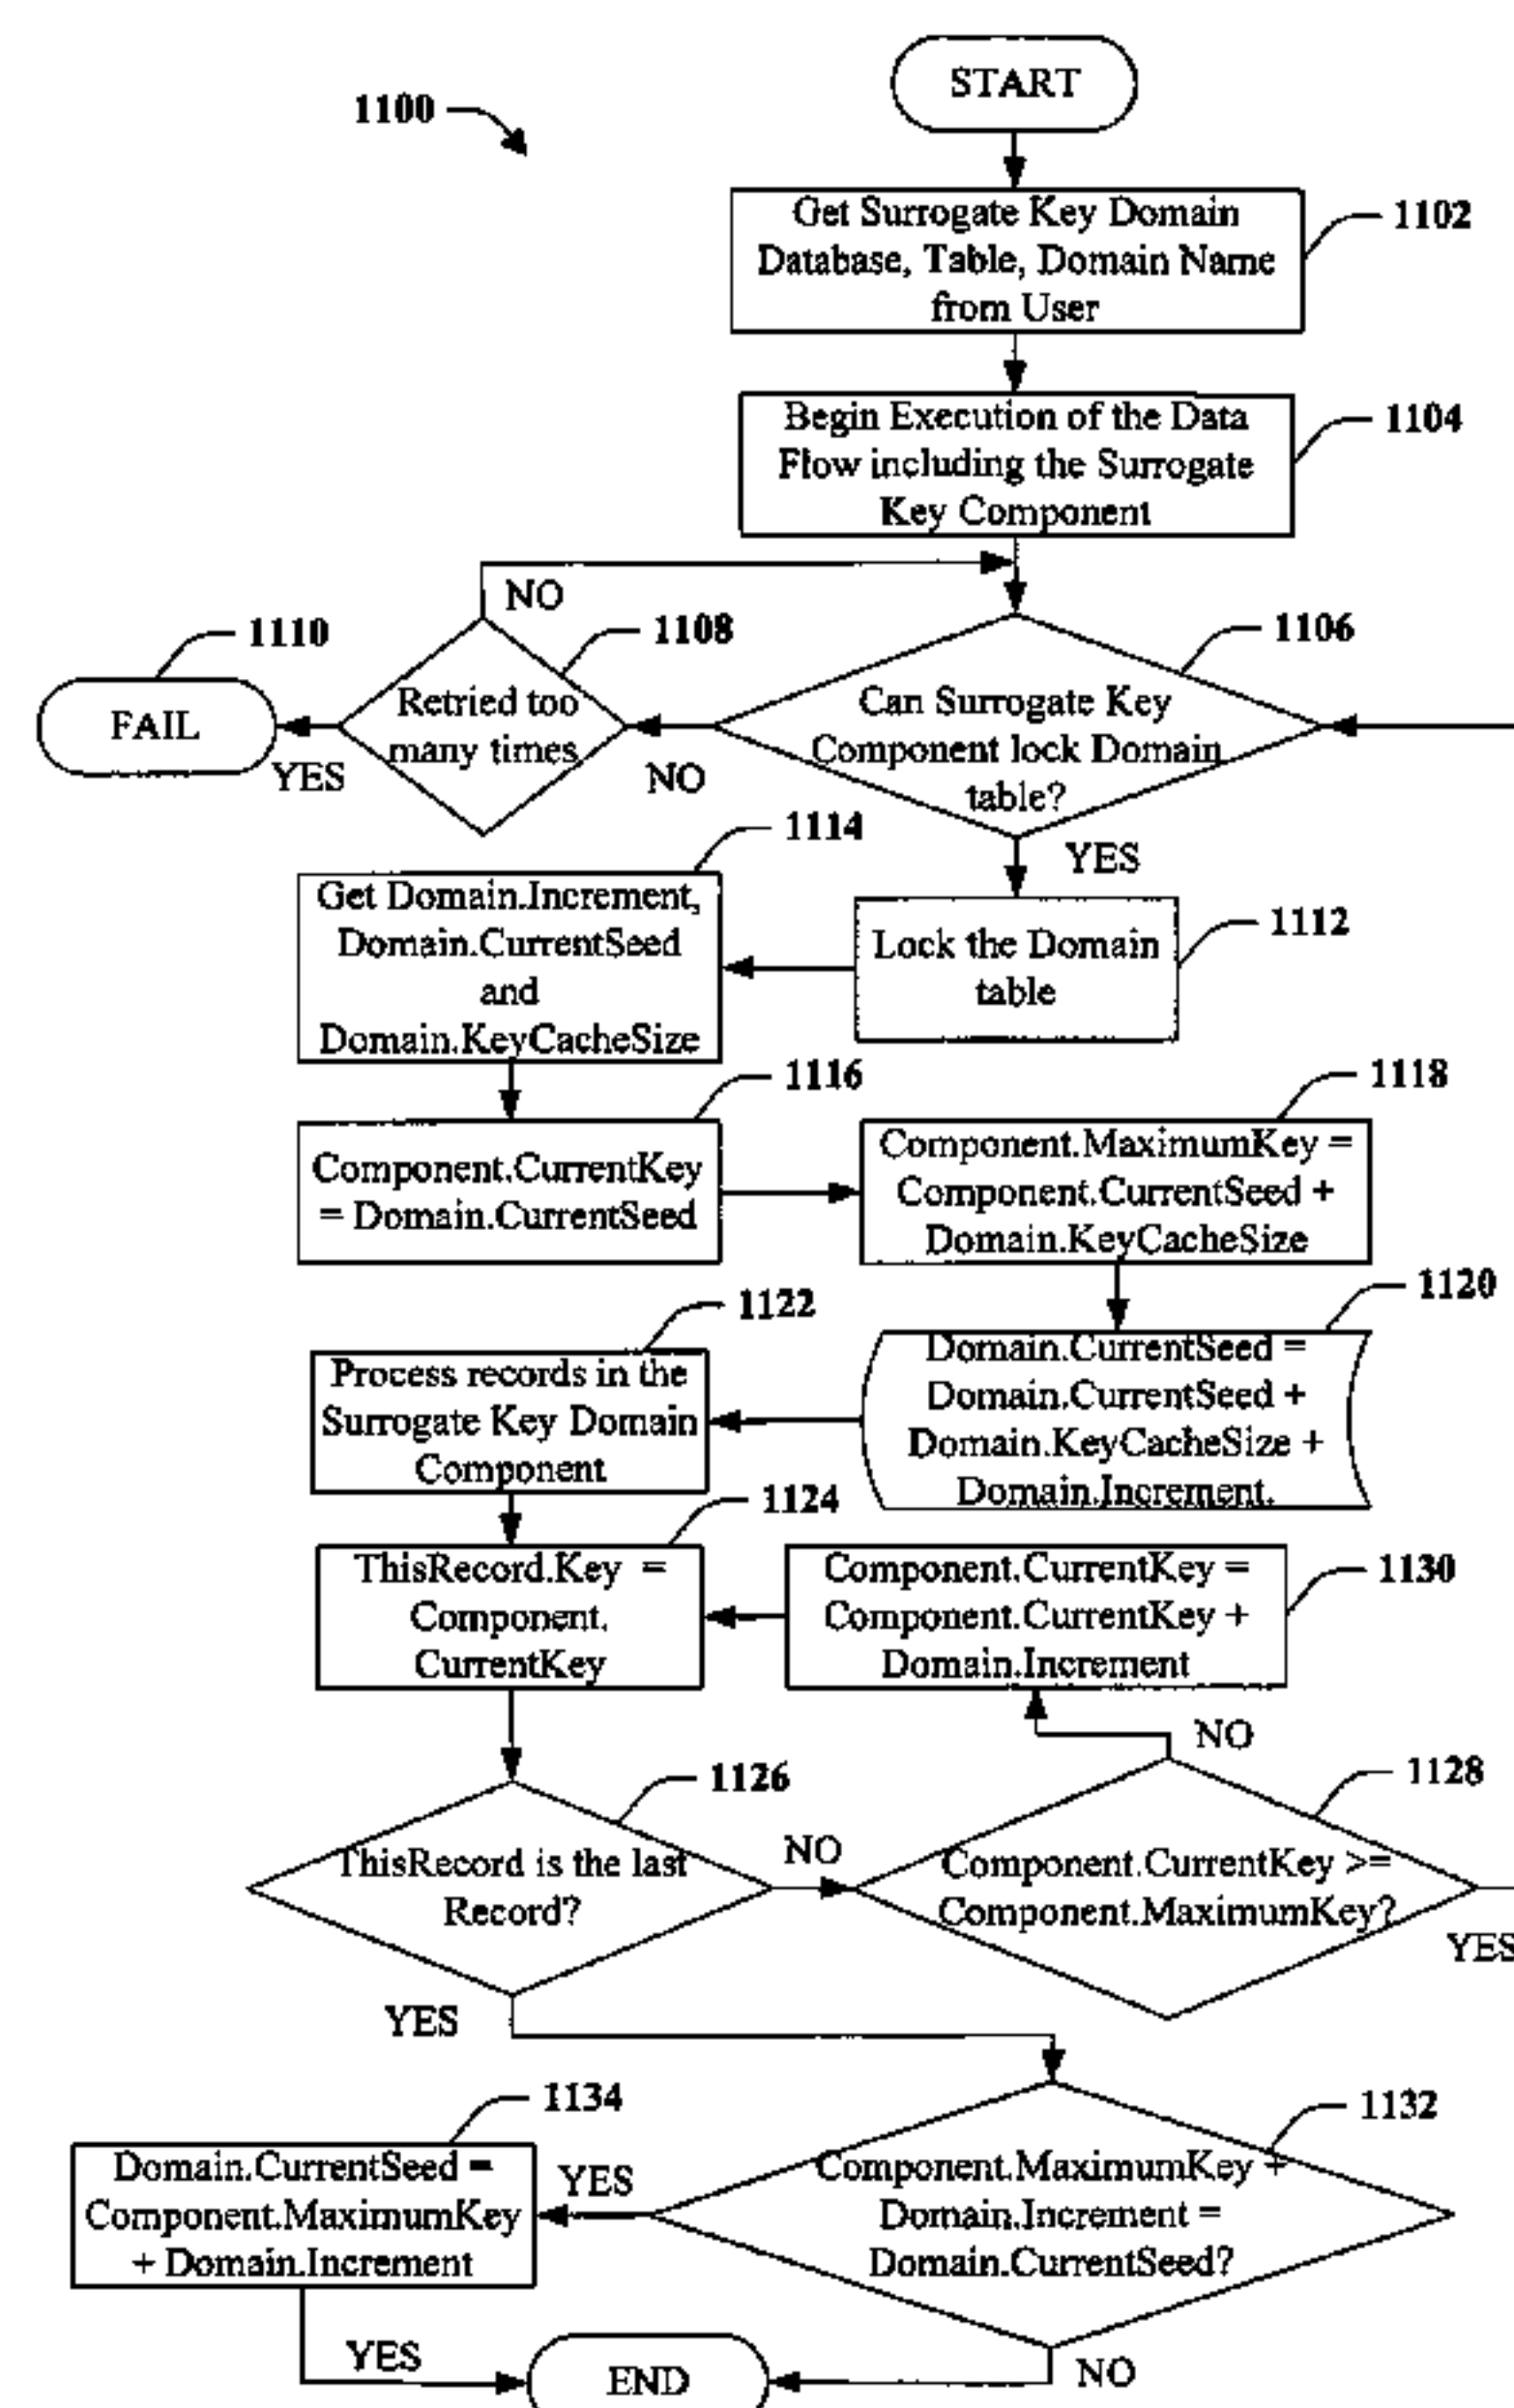 START
1100
Get Surrogate Key Domain
Database, Table, Domain Name
from User
1102
Begin Execution of the Data
Flow including the Surrogate
Key Component
1104
NO
1110
1108
1106
FAIL
YES
Retried too
many times
NO
Can Surrogate Key
Component lock Domain
table?
YES
1114
Get Domain.Increment,
Domain.CurrentSeed
and
Domain.KeyCacheSize
Lock the Domain
table
1112
1116
Component.CurrentKey
= Domain.CurrentSeed
1118
Component.MaximumKey =
Component.CurrentSeed +
Domain.KeyCacheSize
1120
Domain.CurrentSeed =
Domain.CurrentSeed +
Domain.KeyCacheSize +
Domain.Increment.
1122
Process records in the
Surrogate Key Domain
Component
1124
ThisRecord.Key =
Component.
CurrentKey
Component.CurrentKey =
Component.CurrentKey +
Domain.Increment
1130
NO
1126
ThisRecord is the last
Record?
NO
1128
Component.CurrentKey >=
Component.MaximumKey?
YES
YES
1134
Domain.CurrentSeed =
Component.MaximumKey
+ Domain.Increment
YES
1132
Component.MaximumKey +
Domain.Increment =
Domain.CurrentSeed?
YES
END
NO